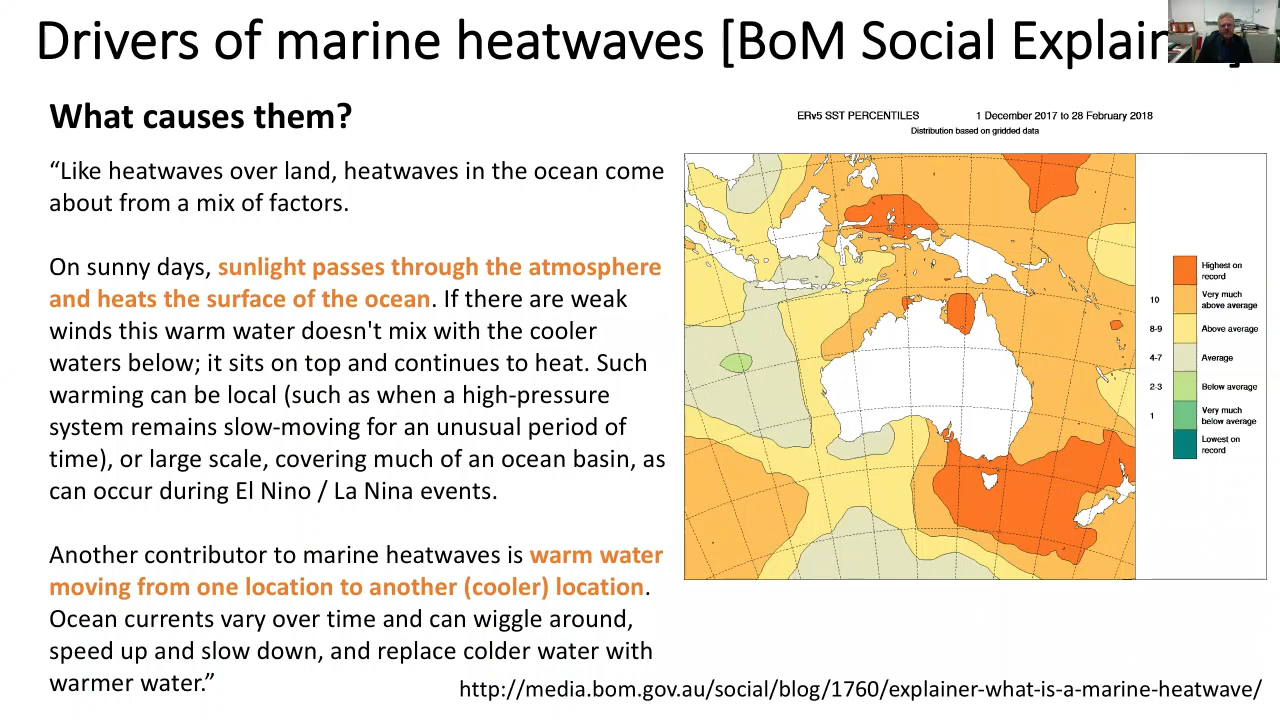 Drivers of marine heatwaves [BoM Social Explain
What causes them?
“Like heatwaves over land, heatwaves in the ocean come
about from a mix of factors.
On sunny days, sunlight passes through the atmosphere
and heats the surface of the ocean. If there are weak
winds this warm water doesn't mix with the cooler
waters below; it sits on top and continues to heat. Such
warming can be local (such as when a high-pressure
system remains slow-moving for an unusual period of
time), or large scale, covering much of an ocean basin, as
can occur during El Nino / La Nina events.
Another contributor to marine heatwaves is warm water
moving from one location to another (cooler) location.
Ocean currents vary over time and can wiggle around,
speed up and slow down, and replace colder water with
warmer water.”
ERv5 SST PERCENTILES 1 December 2017 to 28 February 2018
Distribution based on gridded data
Highest on
record
10 Very much
above average
8-9 Above average
4-7 Average
2-3 Below average
1 Very much
below average
Lowest on
record
http://media.bom.gov.au/social/blog/1760/explainer-what-is-a-marine-heatwave/